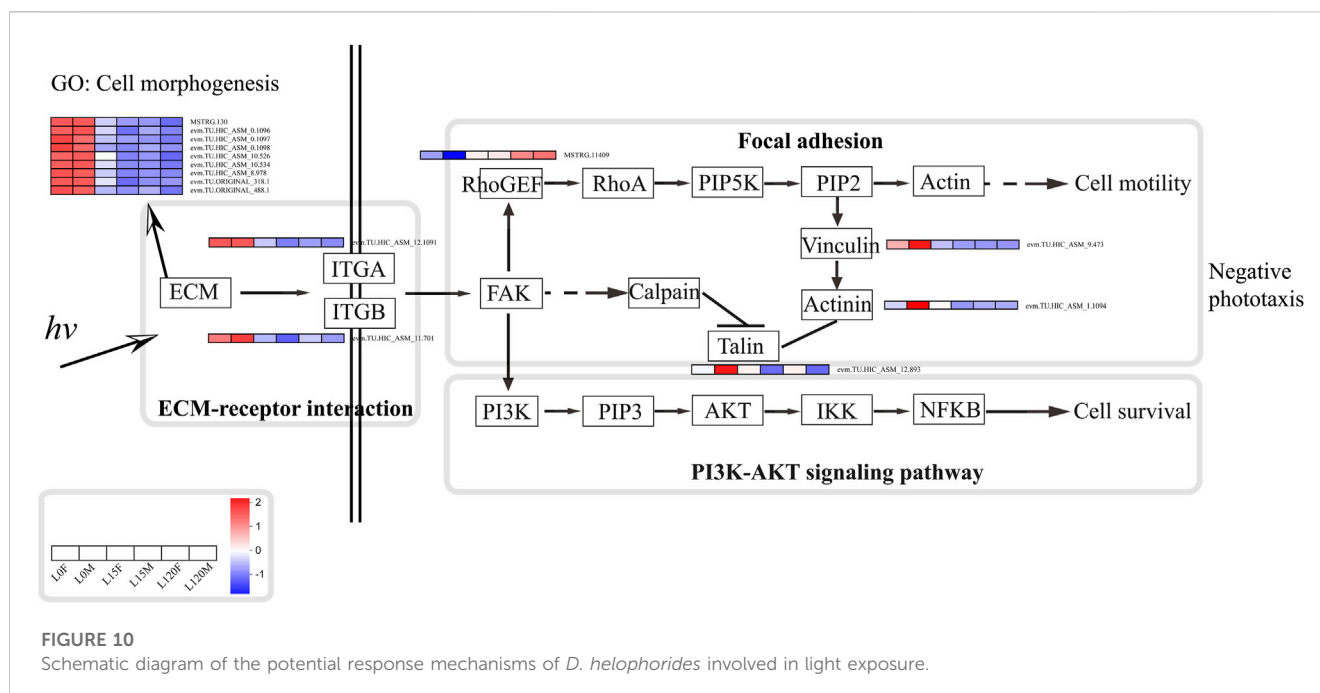 GO: Cell morphogenesis
MSTRG.130
evm.TU.HIC_ASM_0.1096
evm.TU.HIC_ASM_0.1097
evm.TU.HIC_ASM_0.1098
evm.TU.HIC_ASM_10.526
evm.TU.HIC_ASM_10.534
evm.TU.HIC_ASM_8.978
evm.TU.ORIGINAL_318.1
evm.TU.ORIGINAL_488.1
hν
ECM
evm.TU.HIC_ASM_12.1091
ITGA
ITGB
evm.TU.HIC_ASM_11.701
ECM-receptor interaction
Focal adhesion
MSTRG.11409
RhoGEF
RhoA
PIP5K
PIP2
Actin
Cell motility
Vinculin
evm.TU.HIC_ASM_9.473
FAK
Calpain
Actinin
evm.TU.HIC_ASM_1.1094
Talin
evm.TU.HIC_ASM_12.893
Negative
phototaxis
PI3K
PIP3
AKT
IKK
NFKB
Cell survival
PI3K-AKT signaling pathway
2
1
0
-1
L0F
L0M
L15F
L15M
L120F
L120M
FIGURE 10
Schematic diagram of the potential response mechanisms of D. helophorides involved in light exposure.